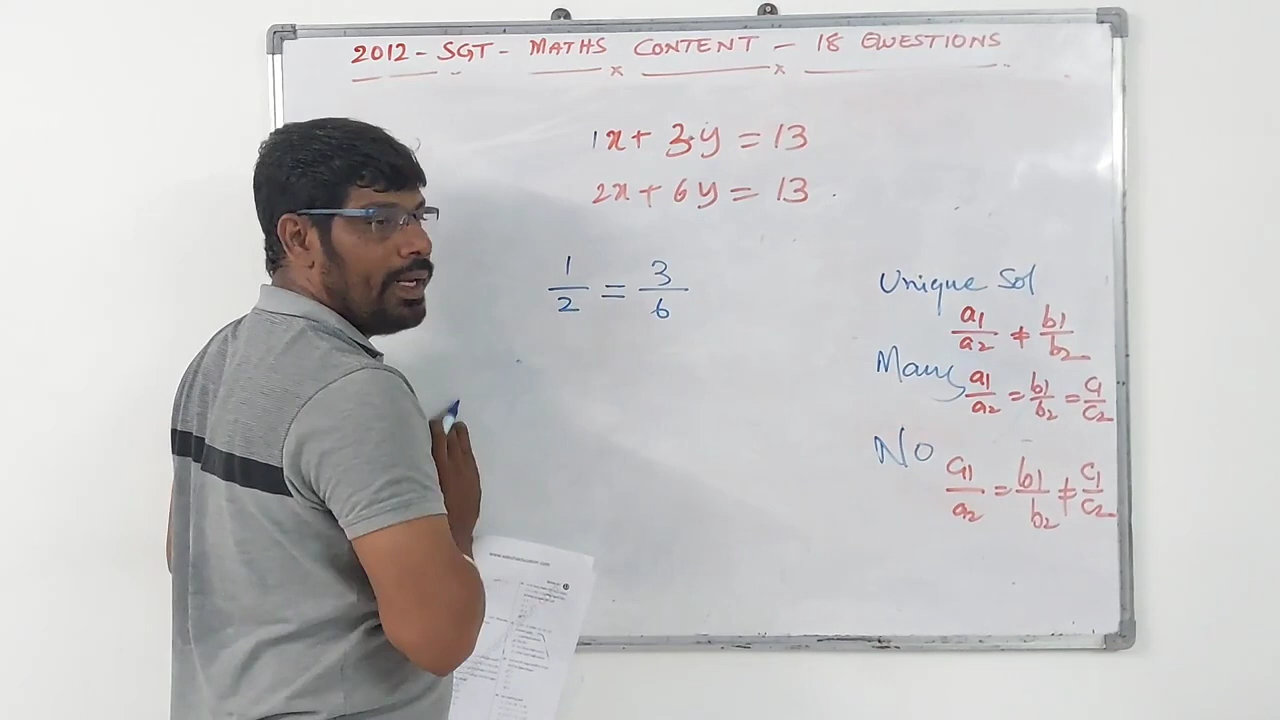 2012 - SGT - MATHS CONTENT - 18 QUESTIONS
1x + 3y = 13
2x + 6y = 13
1/2 = 3/6
Unique Sol
a1/a2 ≠ b1/b2
Many a1/a2 = b1/b2 = c1/c2
No
a1/a2 = b1/b2 ≠ c1/c2